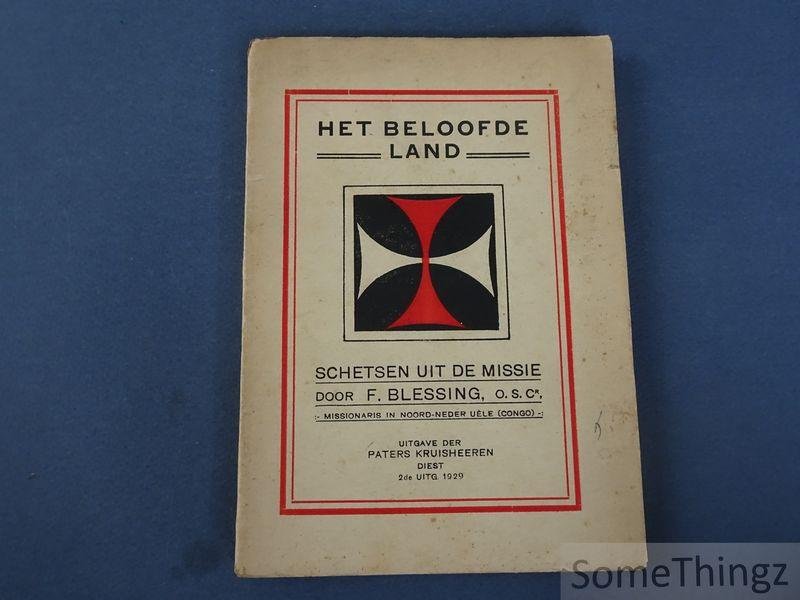 HET BELOOFDE
LAND
SCHETSEN UIT DE MISSIE
DOOR F. BLESSING, O. S. Cʀ.
:- MISSIONARIS IN NOORD-NEDER UÉLE (CONGO) -:
UITGAVE DER
PATERS KRUISHEEREN
DIEST
2de UITG. 1929
SomeThingz